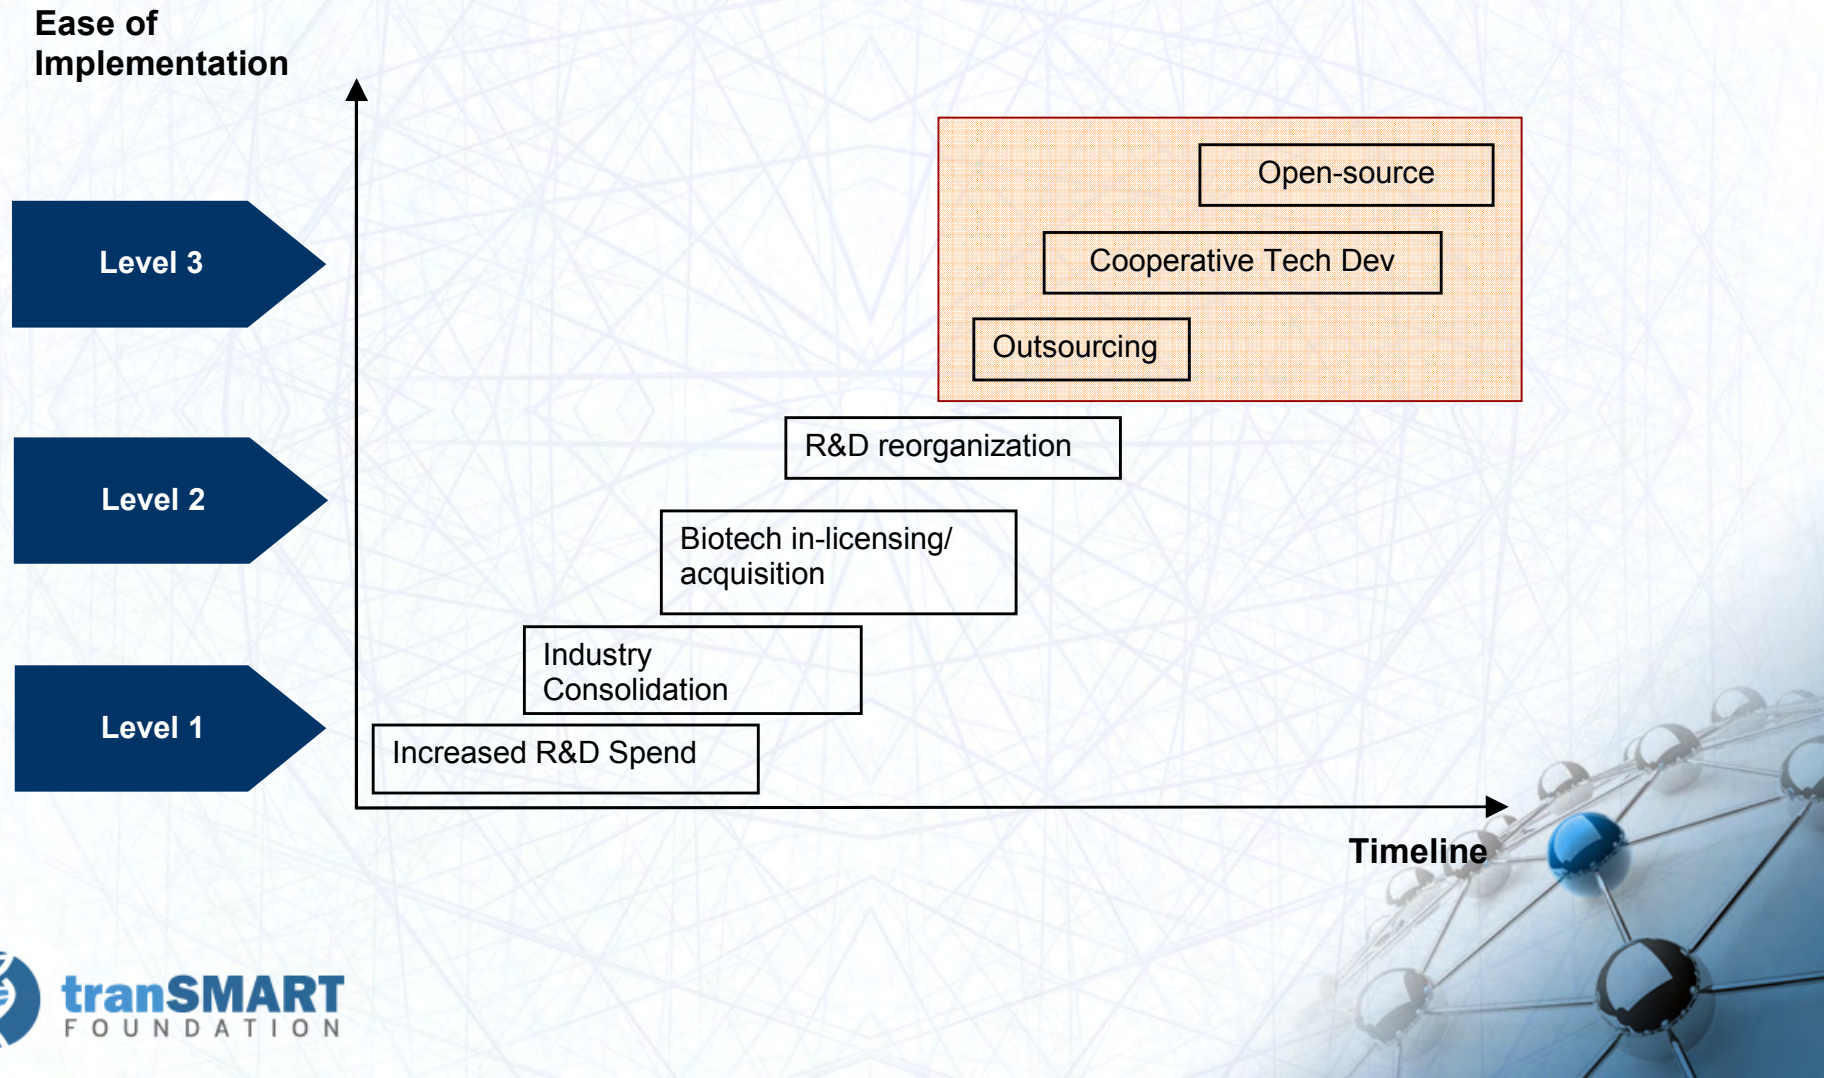 Ease of
Implementation
Open-source
Level 3
Cooperative Tech Dev
Outsourcing
R&D reorganization
Level 2
Biotech in-licensing/
acquisition
Industry
Consolidation
Level 1
Increased R&D Spend
Timeline
tranSMART
FOUNDATION